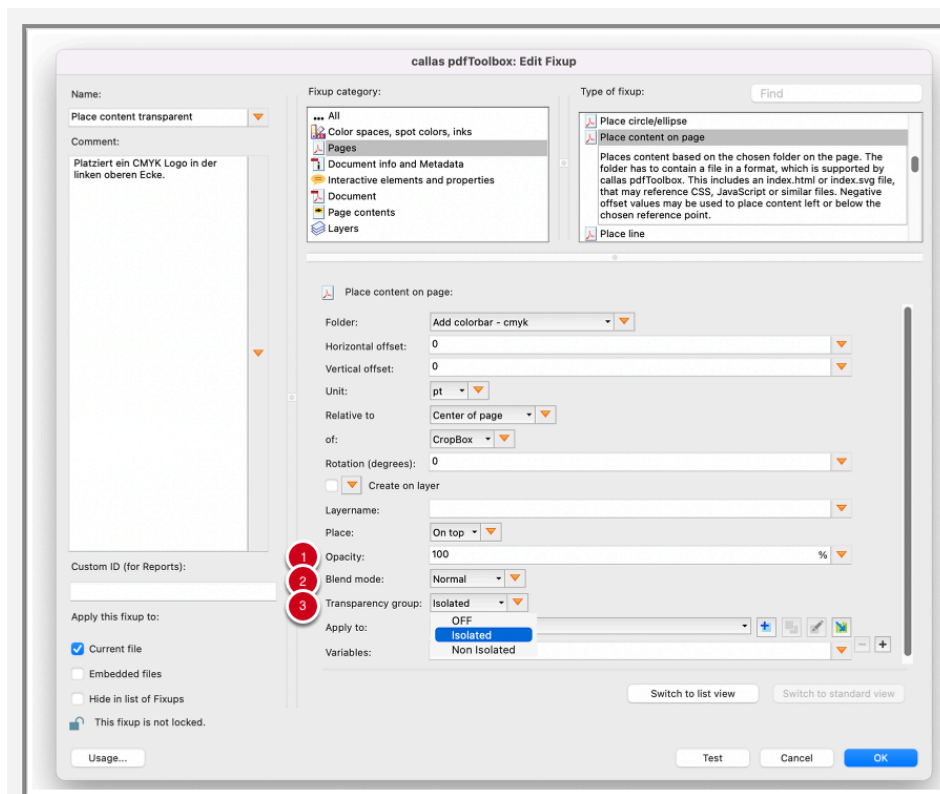 callas pdfToolbox: Edit Fixup
Name:
Place content transparent
Comment:
Platziert ein CMYK Logo in der
linken oberen Ecke.
Custom ID (for Reports):
Apply this fixup to:
Current file
Embedded files
Hide in list of Fixups
This fixup is not locked.
Usage...
Fixup category:
... All
Color spaces, spot colors, inks
Pages
Document info and Metadata
Interactive elements and properties
Document
Page contents
Layers
Type of fixup:
Find
Place circle/ellipse
Place content on page
Places content based on the chosen folder on the page. The
folder has to contain a file in a format, which is supported by
callas pdfToolbox. This includes an index.html or index.svg file,
that may reference CSS, JavaScript or similar files. Negative
offset values may be used to place content left or below the
chosen reference point.
Place line
Place content on page:
Folder: Add colorbar - cmyk
Horizontal offset: 0
Vertical offset: 0
Unit: pt
Relative to Center of page
of: CropBox
Rotation (degrees): 0
Create on layer
Layername:
Place: On top
1 Opacity: 100 %
2 Blend mode: Normal
3 Transparency group: Isolated
OFF
Apply to:
Isolated
Non Isolated
Variables:
Switch to list view
Switch to standard view
Test
Cancel
OK